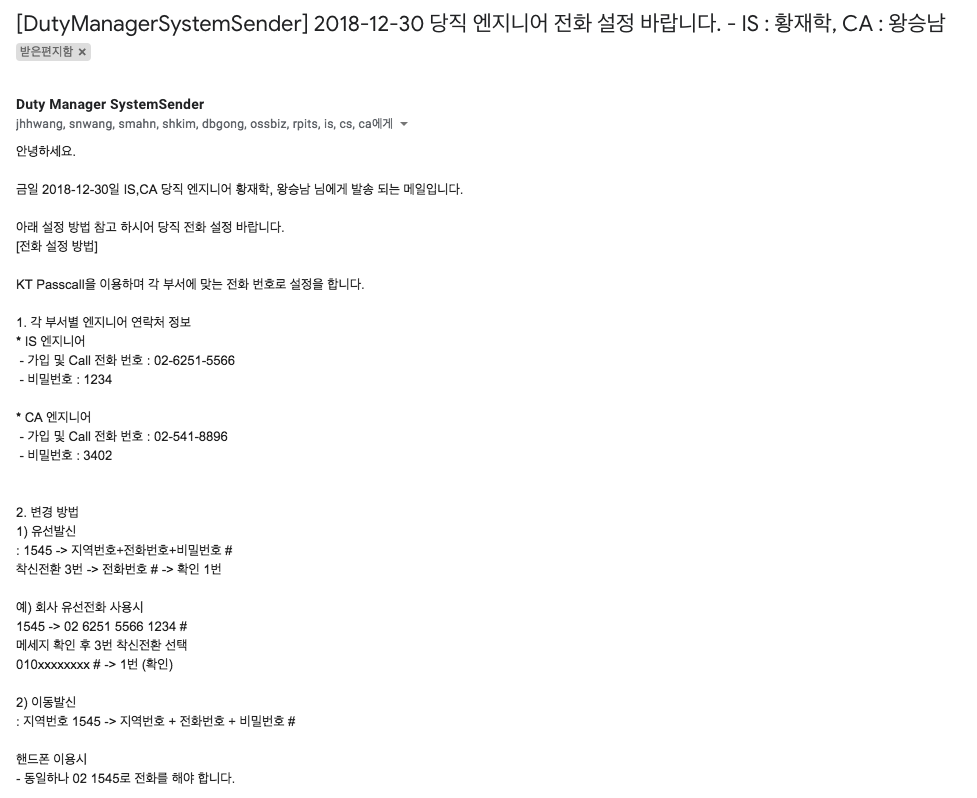 [DutyManagerSystemSender] 2018-12-30 당직 엔지니어 전화 설정 바랍니다. - IS : 황재학, CA : 왕승남
받은편지함 ×
Duty Manager SystemSender
jhhwang, snwang, smahn, shkim, dbgong, ossbiz, rpits, is, cs, ca에게
안녕하세요.
금일 2018-12-30일 IS,CA 당직 엔지니어 황재학, 왕승남 님에게 발송 되는 메일입니다.
아래 설정 방법 참고 하시어 당직 전화 설정 바랍니다.
[전화 설정 방법]
KT Passcall을 이용하며 각 부서에 맞는 전화 번호로 설정을 합니다.
1. 각 부서별 엔지니어 연락처 정보
* IS 엔지니어
- 가입 및 Call 전화 번호 : 02-6251-5566
- 비밀번호 : 1234
* CA 엔지니어
- 가입 및 Call 전화 번호 : 02-541-8896
- 비밀번호 : 3402
2. 변경 방법
1) 유선발신
: 1545 -> 지역번호+전화번호+비밀번호 #
착신전환 3번 -> 전화번호 # -> 확인 1번
예) 회사 유선전화 사용시
1545 -> 02 6251 5566 1234 #
메세지 확인 후 3번 착신전환 선택
010xxxxxxxx # -> 1번 (확인)
2) 이동발신
: 지역번호 1545 -> 지역번호 + 전화번호 + 비밀번호 #
핸드폰 이용시
- 동일하나 02 1545로 전화를 해야 합니다.